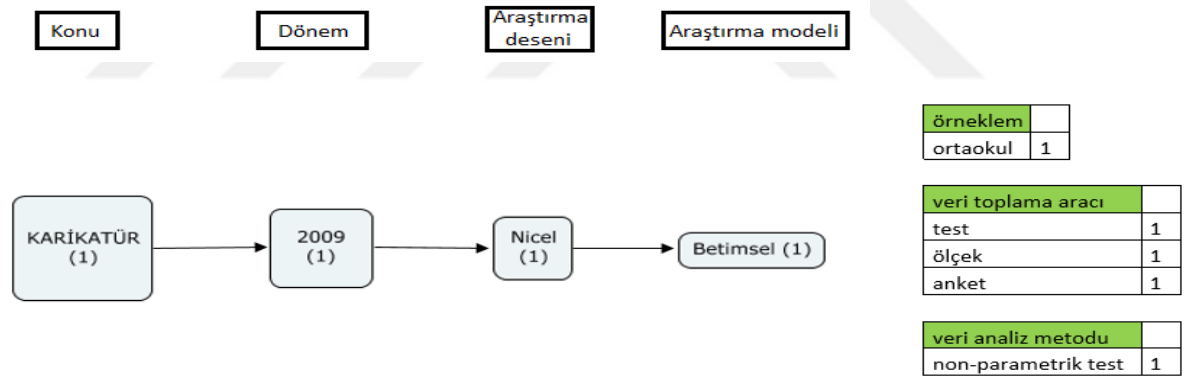 Konu
Dönem
Araştırma
deseni
Araştırma modeli
örneklem
ortaokul 1
veri toplama aracı
test 1
ölçek 1
anket 1
veri analiz metodu
non-parametrik test 1
KARİKATÜR
(1)
2009
(1)
Nicel
(1)
Betimsel (1)